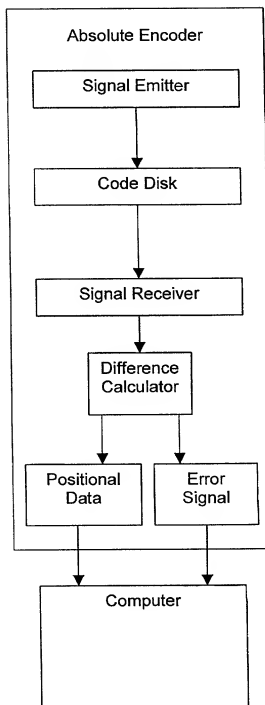 Absolute Encoder
Signal Emitter
Code Disk
Signal Receiver
Difference
Calculator
Positional
Data
Error
Signal
Computer